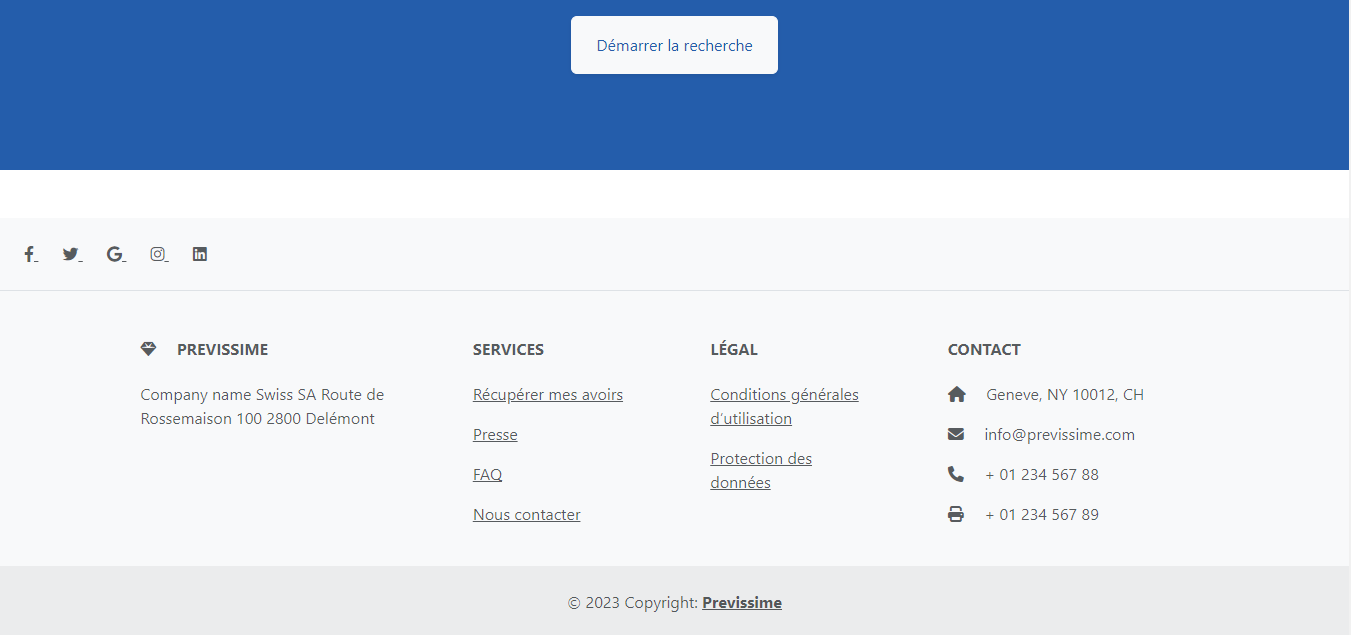 Démarrer la recherche
PREVISSIME
Company name Swiss SA Route de
Rossemaison 100 2800 Delémont
SERVICES
Récupérer mes avoirs
Presse
FAQ
Nous contacter
LÉGAL
Conditions générales
d'utilisation
Protection des
données
CONTACT
Geneve, NY 10012, CH
info@previssime.com
+ 01 234 567 88
+ 01 234 567 89
© 2023 Copyright: Previssime